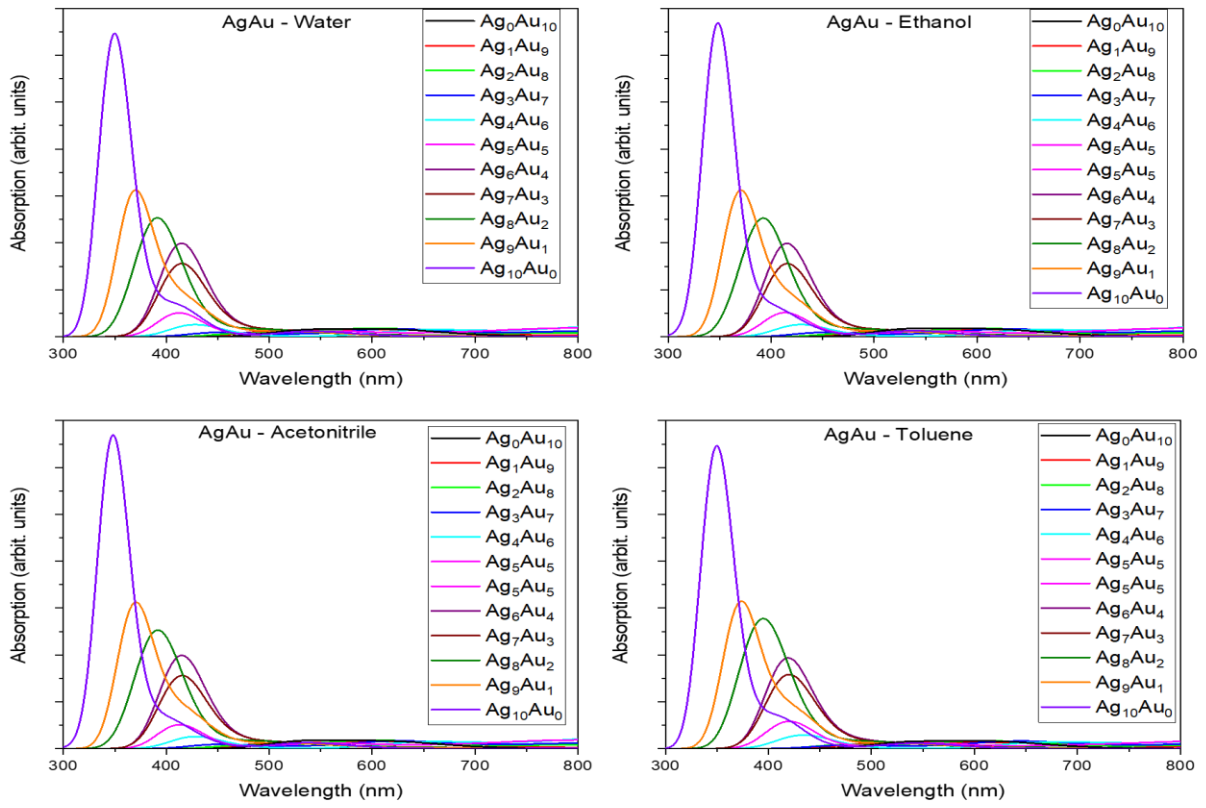 AgAu - Water
Absorption (arbit. units)
Ag₀Au₁₀
Ag₁Au₉
Ag₂Au₈
Ag₃Au₇
Ag₄Au₆
Ag₅Au₅
Ag₆Au₄
Ag₇Au₃
Ag₈Au₂
Ag₉Au₁
Ag₁₀Au₀
300 400 500 600 700 800
Wavelength (nm)
AgAu - Ethanol
Absorption (arbit. units)
Ag₀Au₁₀
Ag₁Au₉
Ag₂Au₈
Ag₃Au₇
Ag₄Au₆
Ag₅Au₅
Ag₅Au₅
Ag₆Au₄
Ag₇Au₃
Ag₈Au₂
Ag₉Au₁
Ag₁₀Au₀
300 400 500 600 700 800
Wavelength (nm)
AgAu - Acetonitrile
Absorption (arbit. units)
Ag₀Au₁₀
Ag₁Au₉
Ag₂Au₈
Ag₃Au₇
Ag₄Au₆
Ag₅Au₅
Ag₅Au₅
Ag₆Au₄
Ag₇Au₃
Ag₈Au₂
Ag₉Au₁
Ag₁₀Au₀
300 400 500 600 700 800
Wavelength (nm)
AgAu - Toluene
Absorption (arbit. units)
Ag₀Au₁₀
Ag₁Au₉
Ag₂Au₈
Ag₃Au₇
Ag₄Au₆
Ag₅Au₅
Ag₅Au₅
Ag₆Au₄
Ag₇Au₃
Ag₈Au₂
Ag₉Au₁
Ag₁₀Au₀
300 400 500 600 700 800
Wavelength (nm)